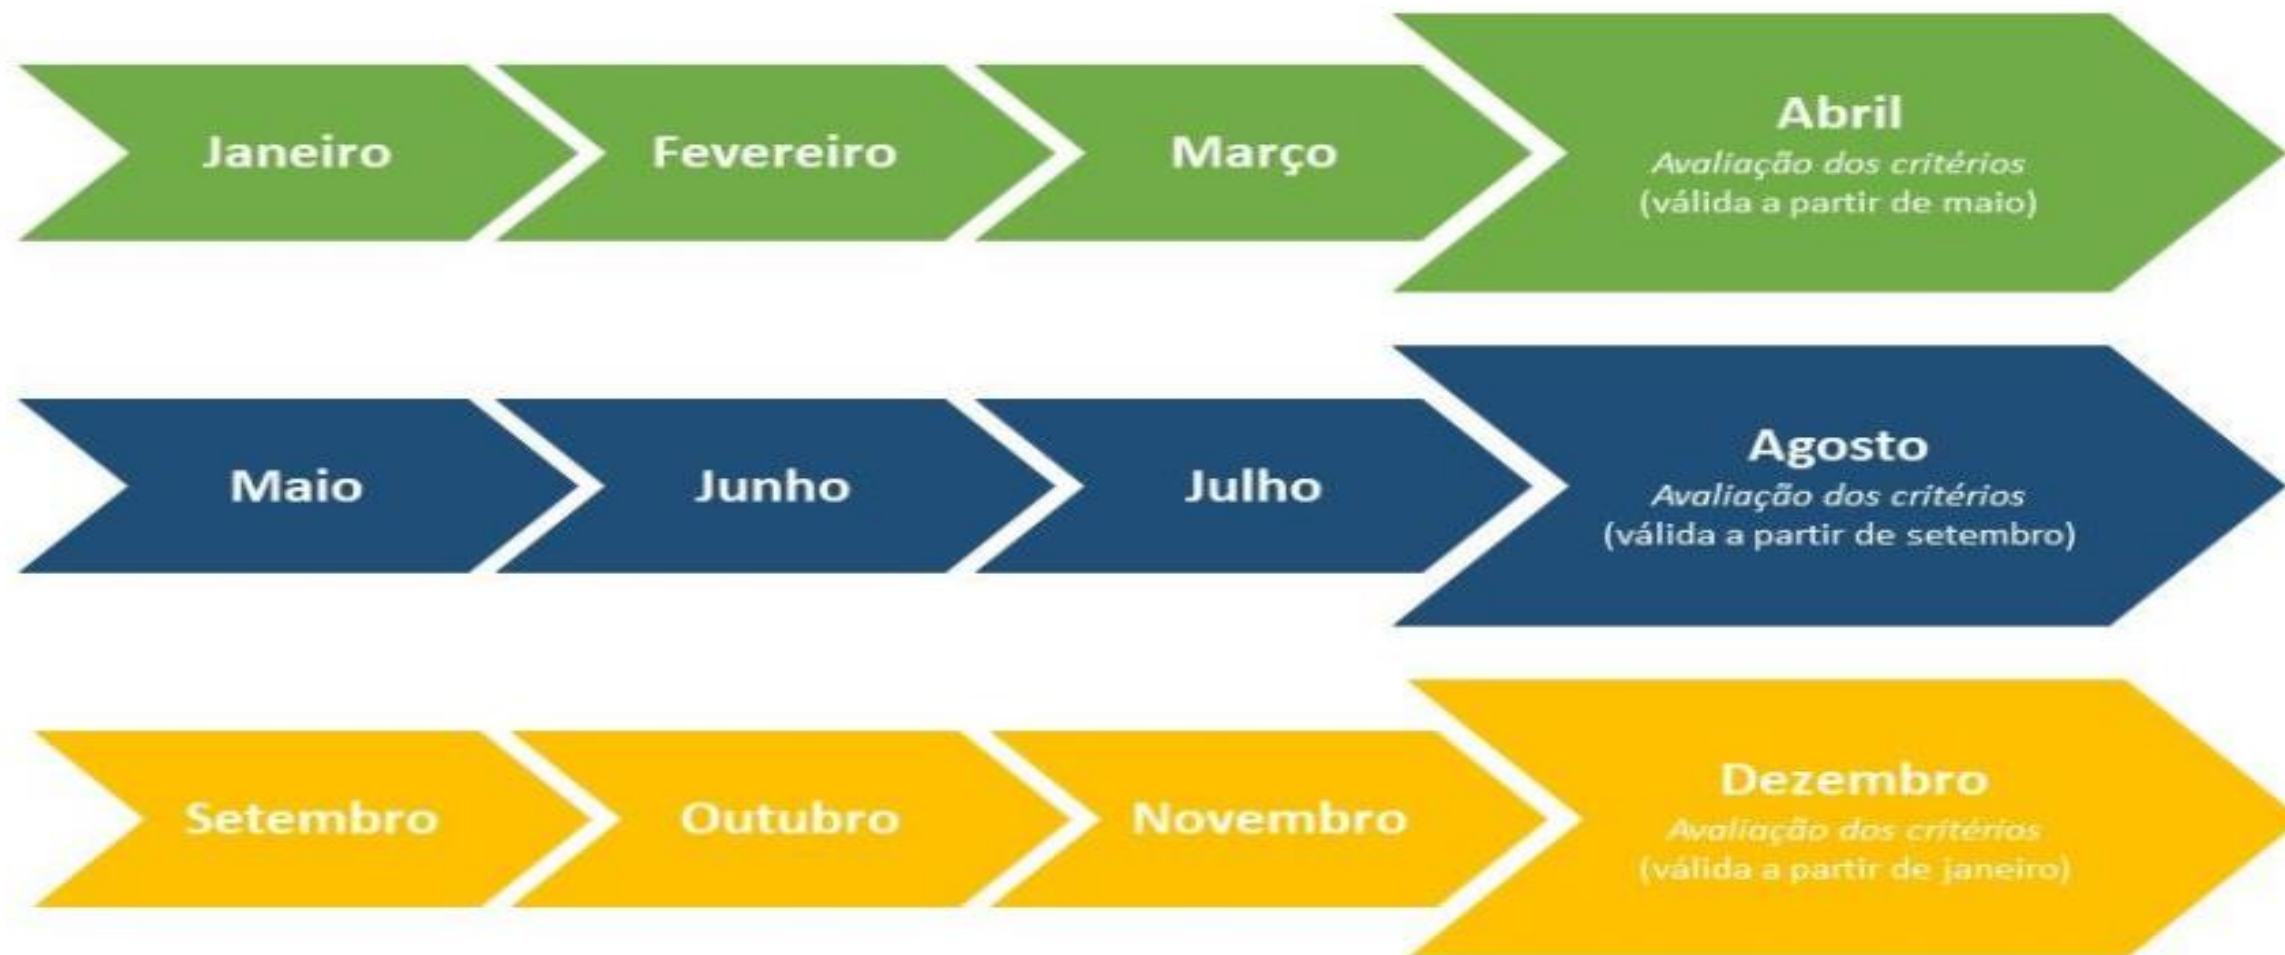 Janeiro
Fevereiro
Março
Abril
Avaliação dos critérios
(válida a partir de maio)
Maio
Junho
Julho
Agosto
Avaliação dos critérios
(válida a partir de setembro)
Setembro
Outubro
Novembro
Dezembro
Avaliação dos critérios
(válida a partir de janeiro)